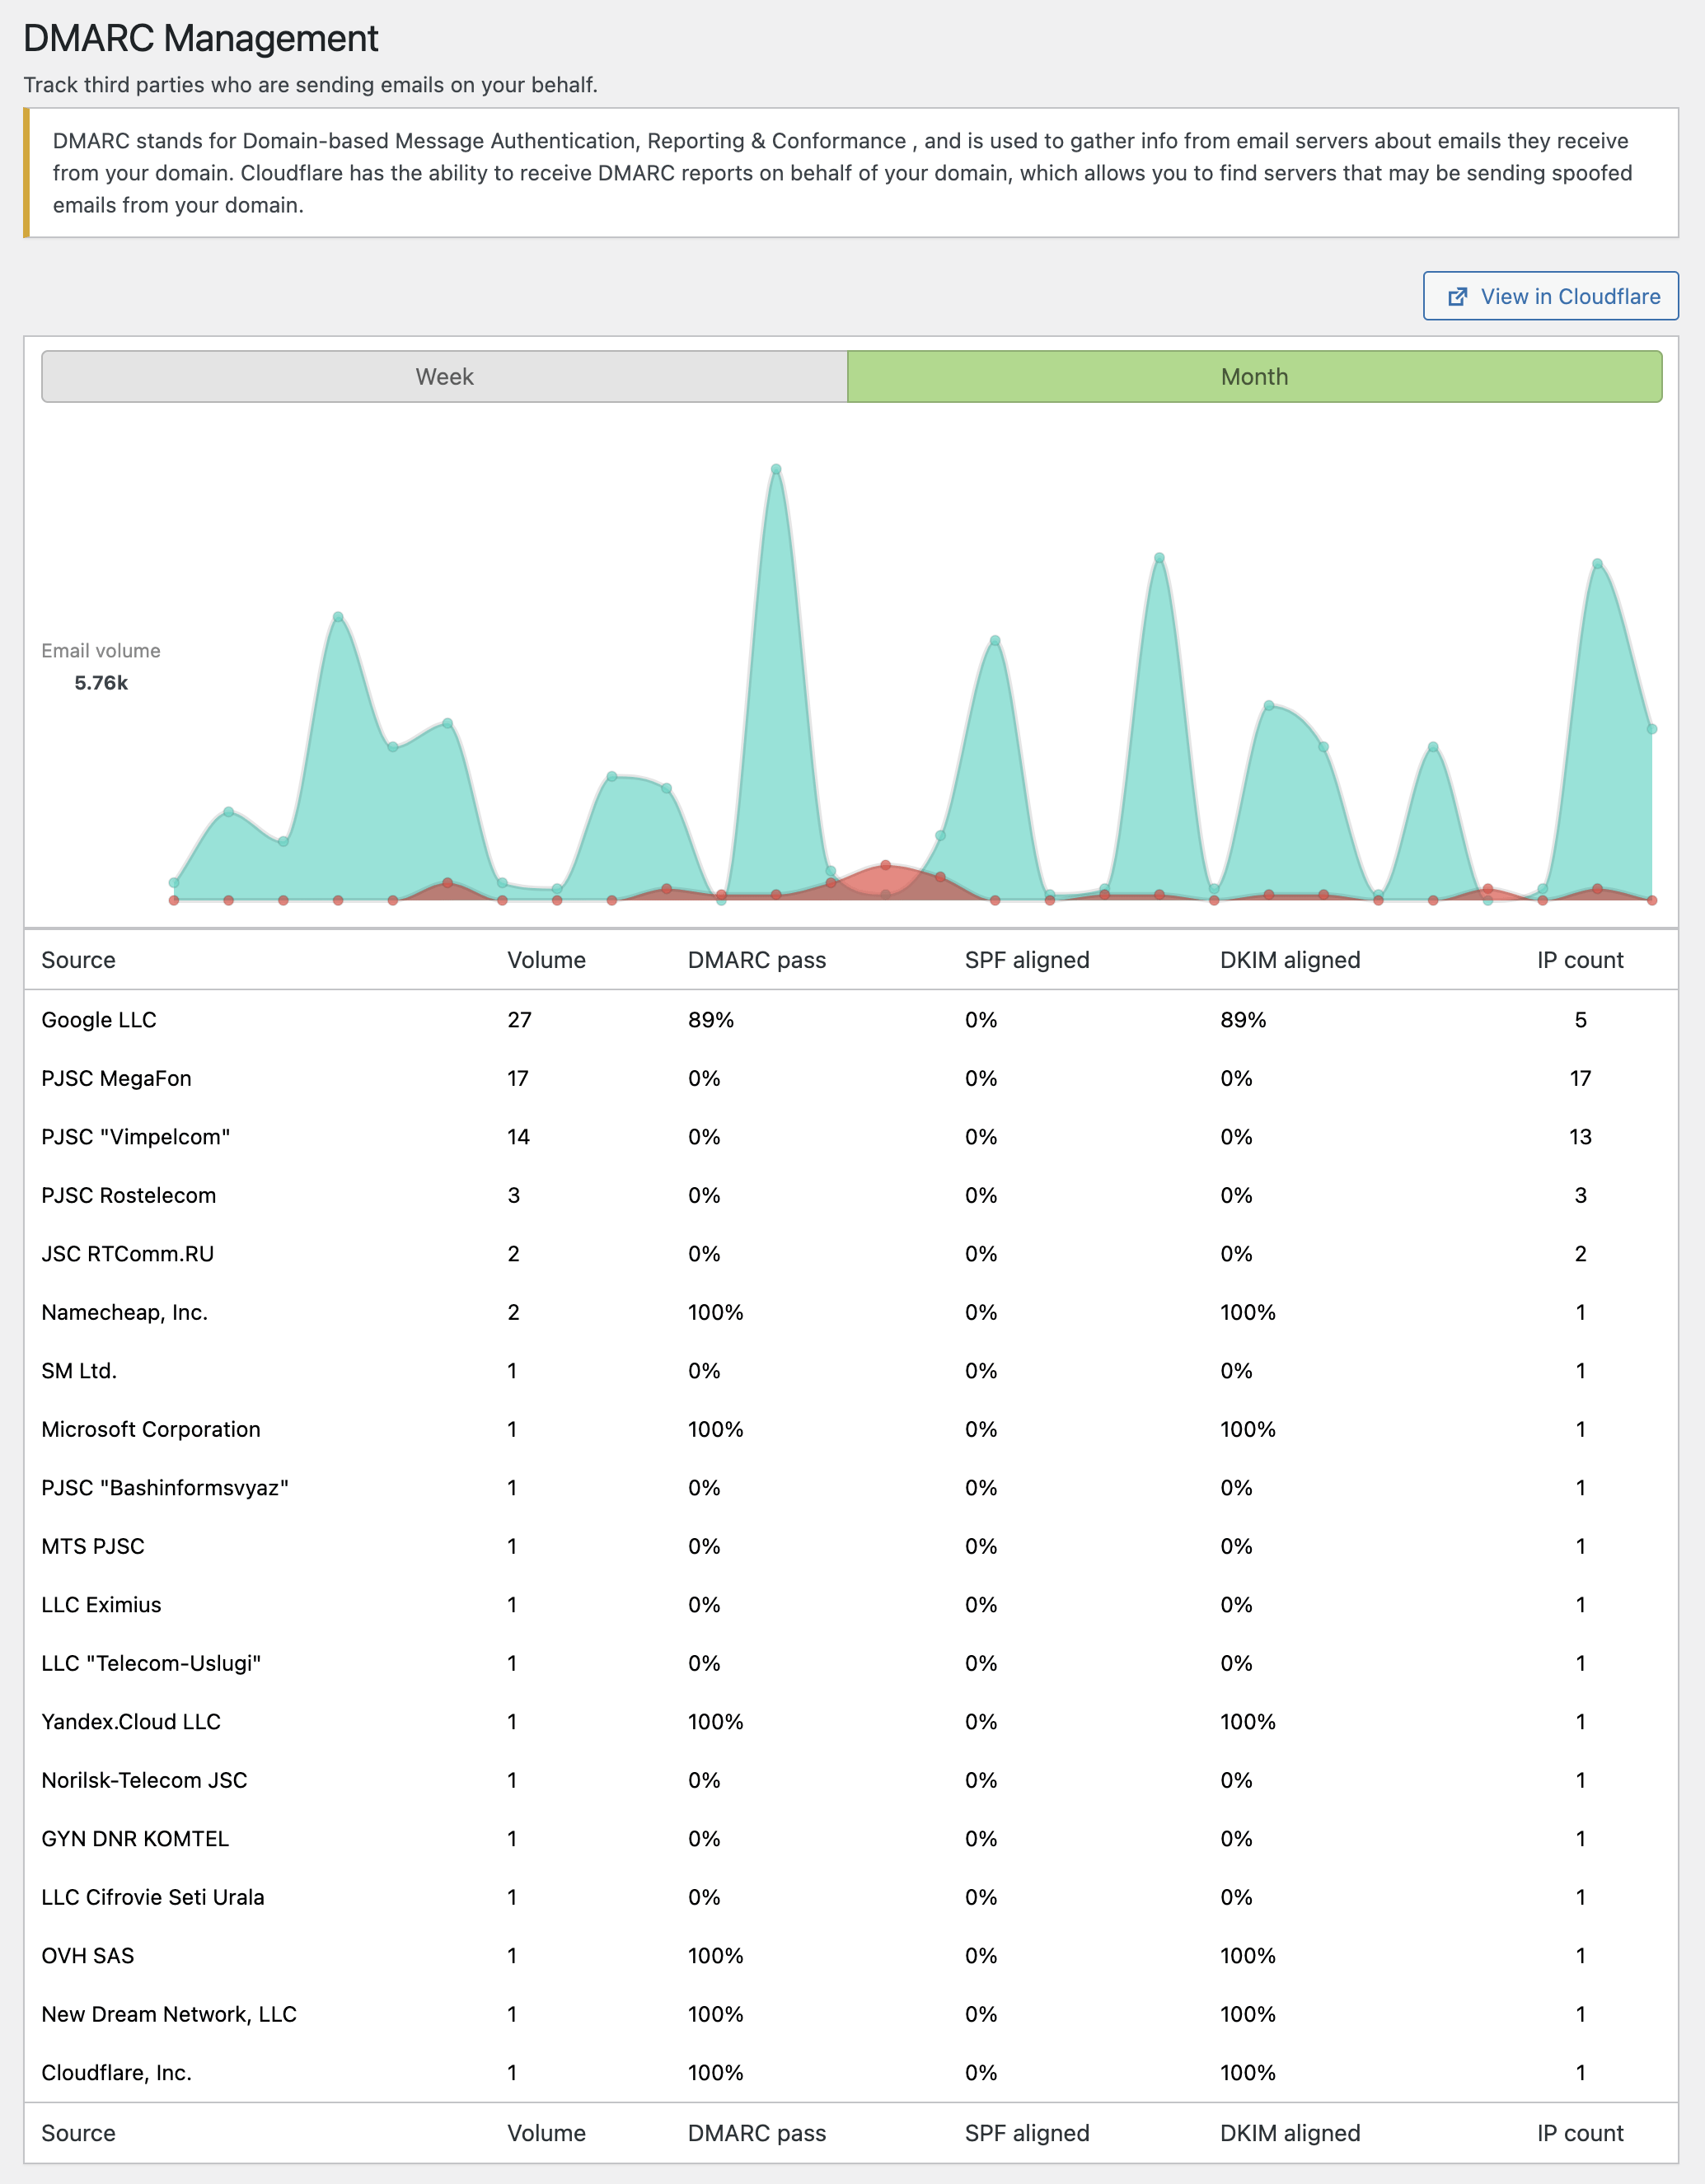 DMARC Management
Track third parties who are sending emails on your behalf.
DMARC stands for Domain-based Message Authentication, Reporting & Conformance , and is used to gather info from email servers about emails they receive
from your domain. Cloudflare has the ability to receive DMARC reports on behalf of your domain, which allows you to find servers that may be sending spoofed
emails from your domain.
View in Cloudflare
Week Month
Email volume
5.76k
Source Volume DMARC pass SPF aligned DKIM aligned IP count
Google LLC 27 89% 0% 89% 5
PJSC MegaFon 17 0% 0% 0% 17
PJSC "Vimpelcom" 14 0% 0% 0% 13
PJSC Rostelecom 3 0% 0% 0% 3
JSC RTComm.RU 2 0% 0% 0% 2
Namecheap, Inc. 2 100% 0% 100% 1
SM Ltd. 1 0% 0% 0% 1
Microsoft Corporation 1 100% 0% 100% 1
PJSC "Bashinformsvyaz" 1 0% 0% 0% 1
MTS PJSC 1 0% 0% 0% 1
LLC Eximius 1 0% 0% 0% 1
LLC "Telecom-Uslugi" 1 0% 0% 0% 1
Yandex.Cloud LLC 1 100% 0% 100% 1
Norilsk-Telecom JSC 1 0% 0% 0% 1
GYN DNR KOMTEL 1 0% 0% 0% 1
LLC Cifrovie Seti Urala 1 0% 0% 0% 1
OVH SAS 1 100% 0% 100% 1
New Dream Network, LLC 1 100% 0% 100% 1
Cloudflare, Inc. 1 100% 0% 100% 1
Source Volume DMARC pass SPF aligned DKIM aligned IP count